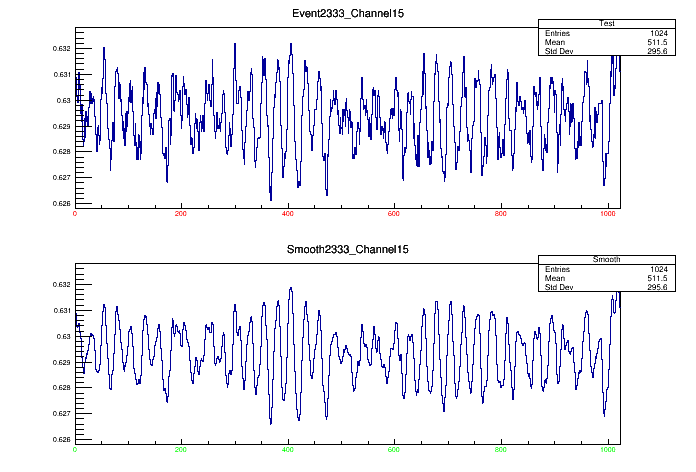 Event2333_Channel15
Test
Entries 1024
Mean 511.5
Std Dev 295.6
0.632
0.631
0.63
0.629
0.628
0.627
0.626
0 200 400 600 800 1000
Smooth2333_Channel15
Smooth
Entries 1024
Mean 511.5
Std Dev 295.6
0.632
0.631
0.63
0.629
0.628
0.627
0.626
0 200 400 600 800 1000